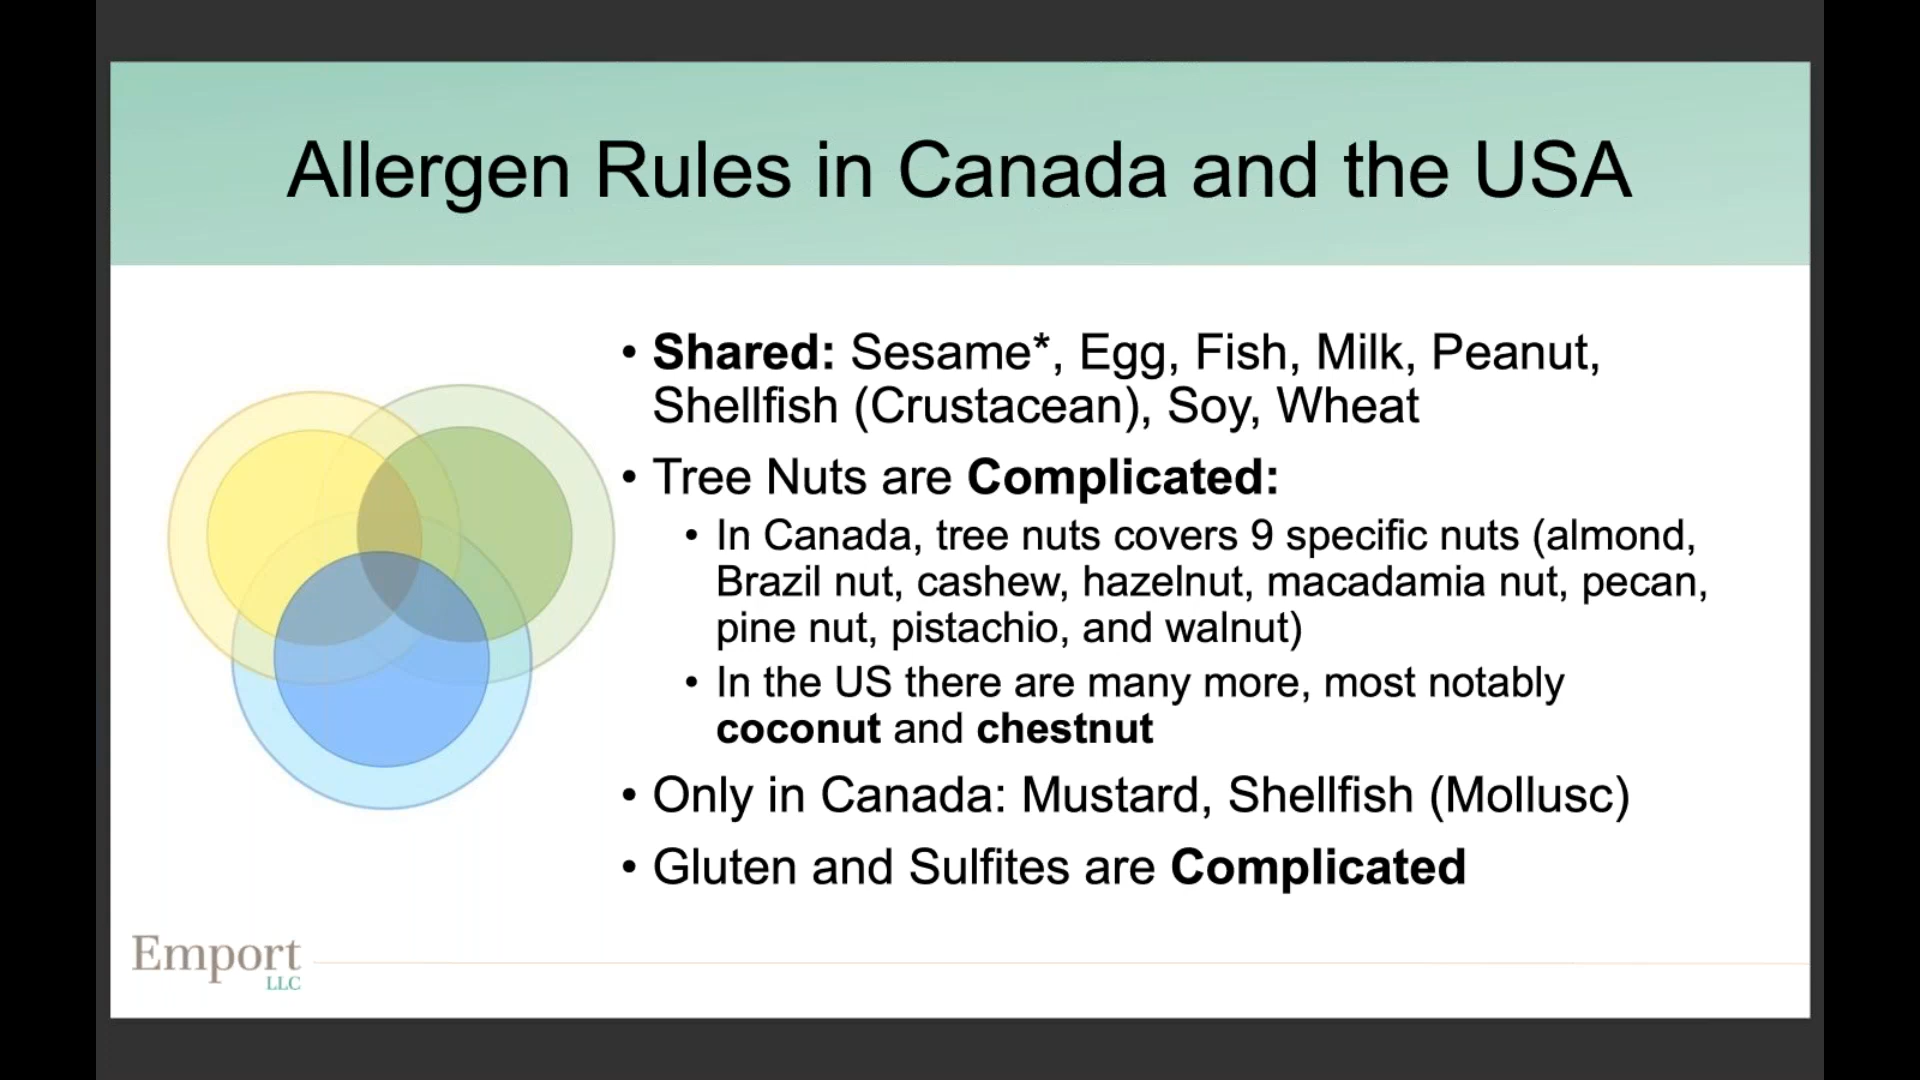 Allergen Rules in Canada and the USA
• Shared: Sesame*, Egg, Fish, Milk, Peanut,
Shellfish (Crustacean), Soy, Wheat
• Tree Nuts are Complicated:
• In Canada, tree nuts covers 9 specific nuts (almond,
Brazil nut, cashew, hazelnut, macadamia nut, pecan,
pine nut, pistachio, and walnut)
• In the US there are many more, most notably
coconut and chestnut
• Only in Canada: Mustard, Shellfish (Mollusc)
• Gluten and Sulfites are Complicated
Emport
LLC